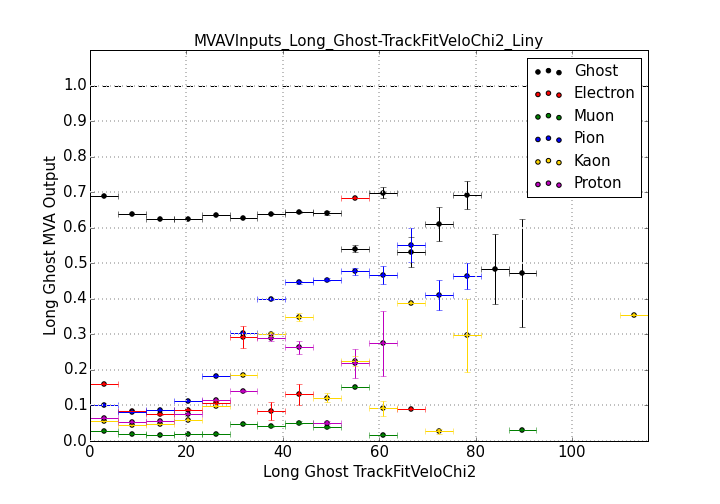 MVAVInputs_Long_Ghost-TrackFitVeloChi2_Liny
1.0
0.9
0.8
0.7
0.6
0.5
0.4
0.3
0.2
0.1
0.0
Long Ghost MVA Output
Ghost
Electron
Muon
Pion
Kaon
Proton
0 20 40 60 80 100
Long Ghost TrackFitVeloChi2